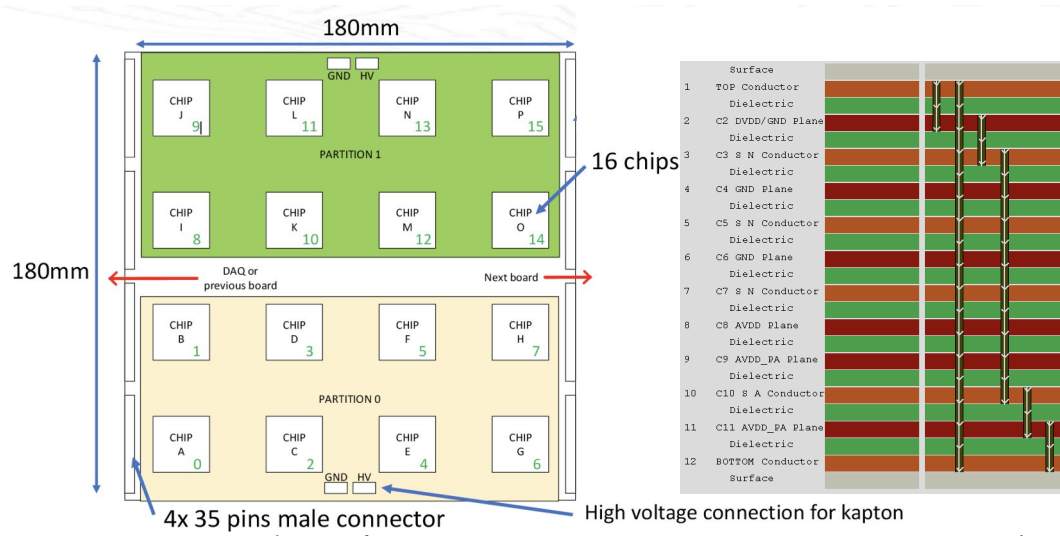 180mm
180mm
GND HV
CHIP
J
9
CHIP
L
11
CHIP
N
13
CHIP
P
15
PARTITION 1
16 chips
CHIP
I
8
CHIP
K
10
CHIP
M
12
CHIP
O
14
DAQ or
previous board
Next board
CHIP
B
1
CHIP
D
3
CHIP
F
5
CHIP
H
7
PARTITION 0
CHIP
A
0
CHIP
C
2
CHIP
E
4
CHIP
G
6
GND HV
4x 35 pins male connector
High voltage connection for kapton
Surface
1 TOP Conductor
Dielectric
2 C2 DVDD/GND Plane
Dielectric
3 C3 S N Conductor
Dielectric
4 C4 GND Plane
Dielectric
5 C5 S N Conductor
Dielectric
6 C6 GND Plane
Dielectric
7 C7 S N Conductor
Dielectric
8 C8 AVDD Plane
Dielectric
9 C9 AVDD_PA Plane
Dielectric
10 C10 S A Conductor
Dielectric
11 C11 AVDD_PA Plane
Dielectric
12 BOTTOM Conductor
Surface